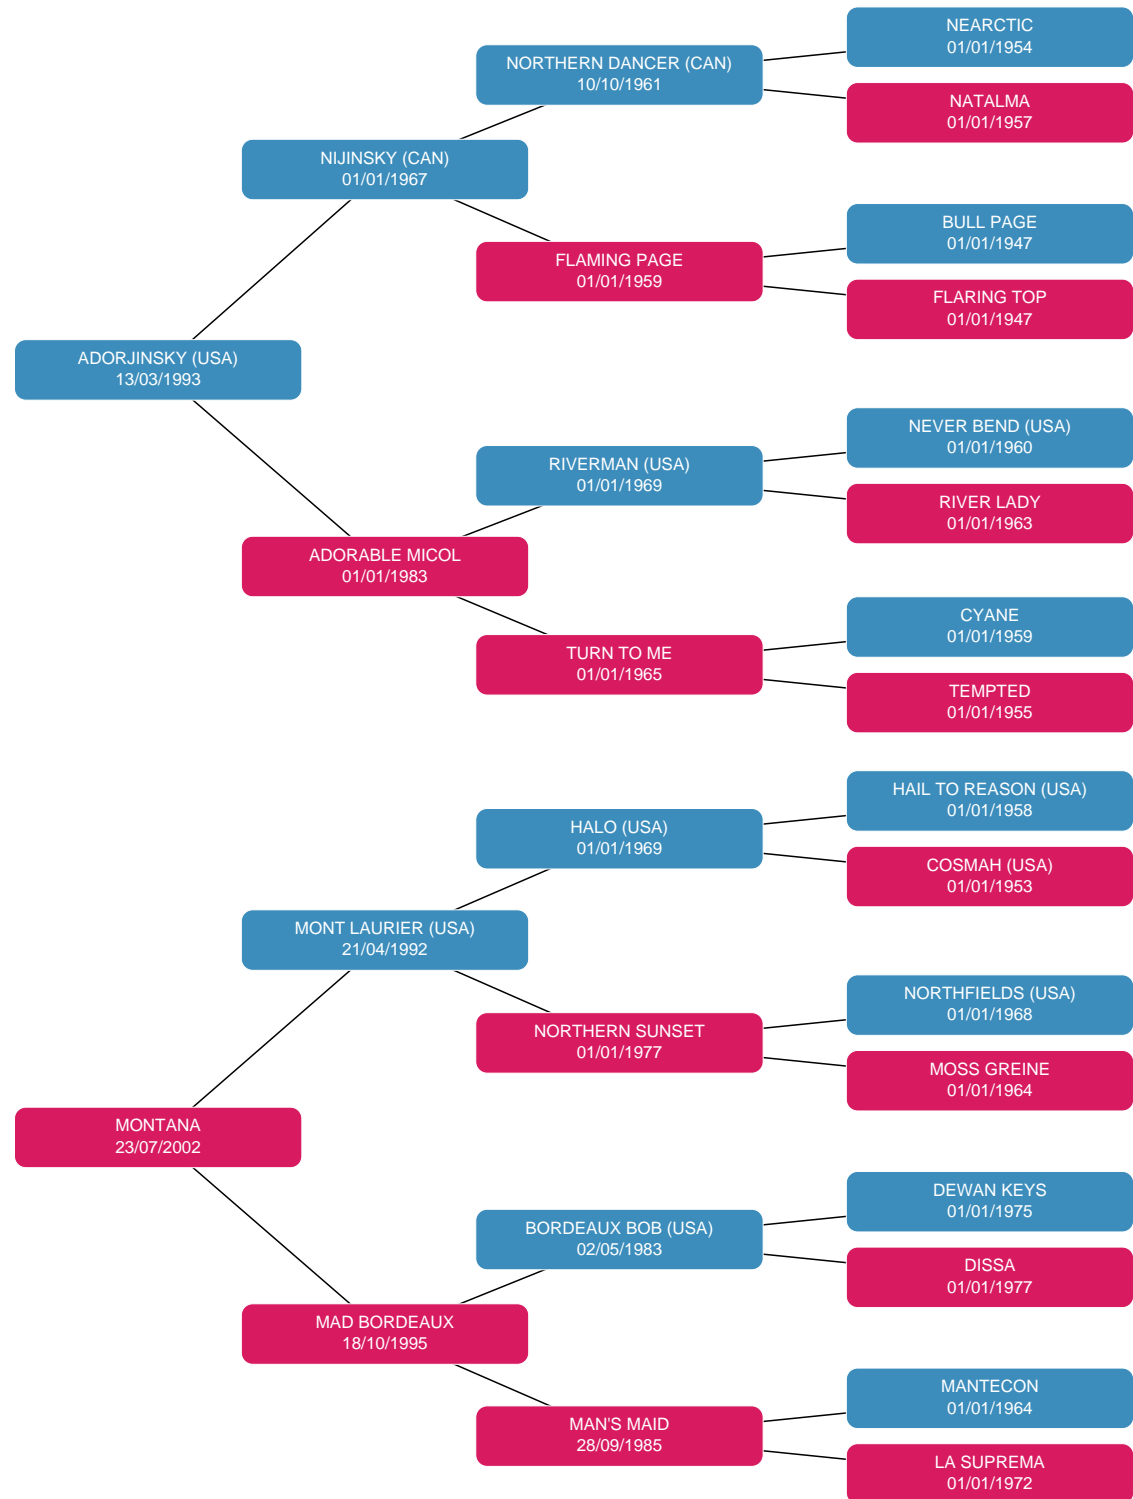 NEARCTIC
01/01/1954
NORTHERN DANCER (CAN)
10/10/1961
NATALMA
01/01/1957
NIJINSKY (CAN)
01/01/1967
BULL PAGE
01/01/1947
FLAMING PAGE
01/01/1959
FLARING TOP
01/01/1947
ADORJINSKY (USA)
13/03/1993
NEVER BEND (USA)
01/01/1960
RIVERMAN (USA)
01/01/1969
RIVER LADY
01/01/1963
ADORABLE MICOL
01/01/1983
CYANE
01/01/1959
TURN TO ME
01/01/1965
TEMPTED
01/01/1955
HAIL TO REASON (USA)
01/01/1958
HALO (USA)
01/01/1969
COSMAH (USA)
01/01/1953
MONT LAURIER (USA)
21/04/1992
NORTHFIELDS (USA)
01/01/1968
NORTHERN SUNSET
01/01/1977
MOSS GREINE
01/01/1964
MONTANA
23/07/2002
DEWAN KEYS
01/01/1975
BORDEAUX BOB (USA)
02/05/1983
DISSA
01/01/1977
MAD BORDEAUX
18/10/1995
MANTECON
01/01/1964
MAN'S MAID
28/09/1985
LA SUPREMA
01/01/1972